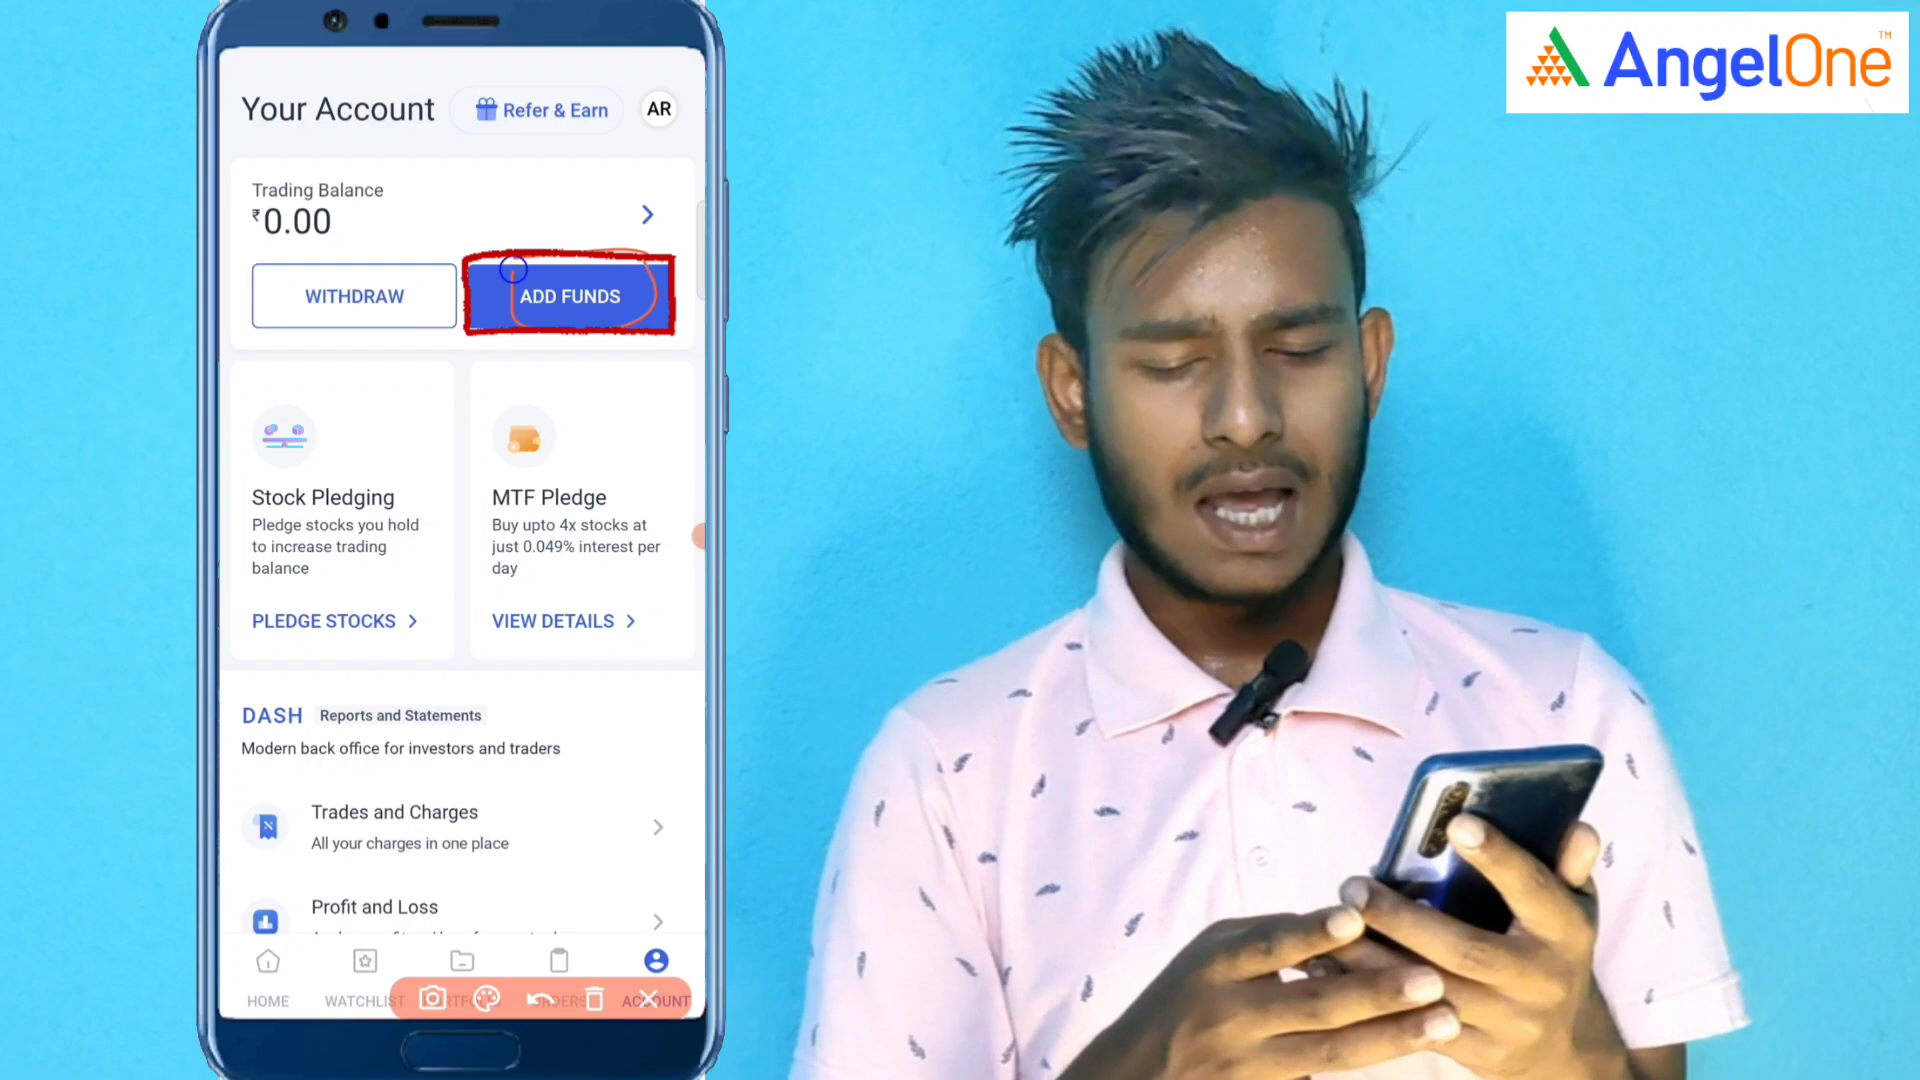 Your Account
Refer & Earn
AR
AngelOne
TM
Trading Balance
₹0.00
WITHDRAW
ADD FUNDS
Stock Pledging
Pledge stocks you hold
to increase trading
balance
PLEDGE STOCKS
MTF Pledge
Buy upto 4x stocks at
just 0.049% interest per
day
VIEW DETAILS
DASH Reports and Statements
Modern back office for investors and traders
Trades and Charges
All your charges in one place
Profit and Loss
HOME
WATCHLIST
ACCOUNT